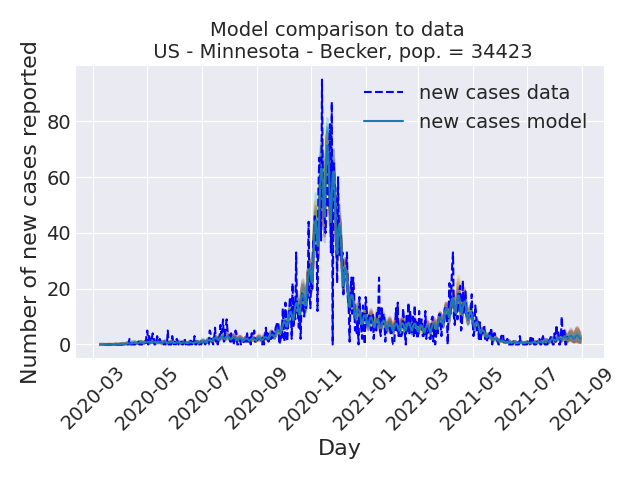 Model comparison to data
US - Minnesota - Becker, pop. = 34423
new cases data
new cases model
Number of new cases reported
80
60
40
20
0
2020-03
2020-05
2020-07
2020-09
2020-11
2021-01
2021-03
2021-05
2021-07
2021-09
Day